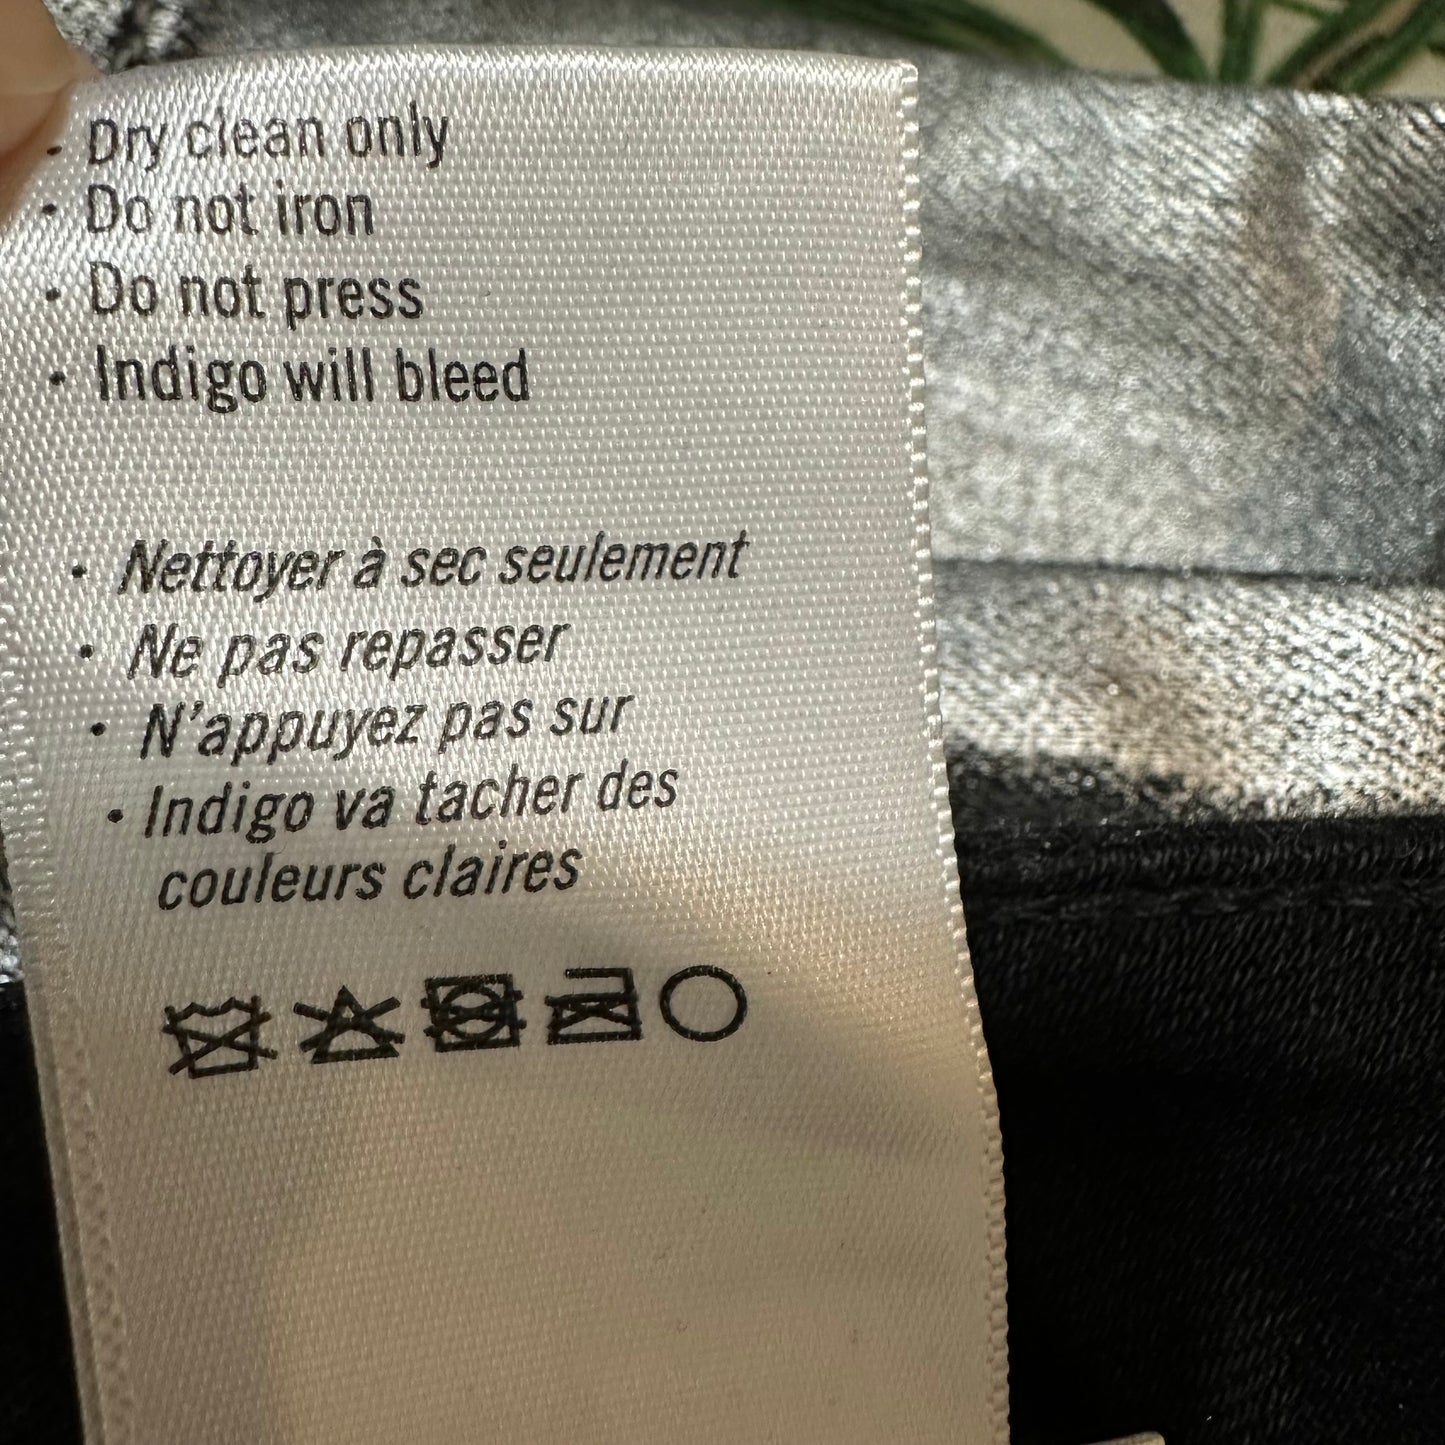 · Dry clean only
· Do not iron
· Do not press
· Indigo will bleed
· Nettoyer à sec seulement
· Ne pas repasser
· N'appuyez pas sur
· Indigo va tacher des
couleurs claires